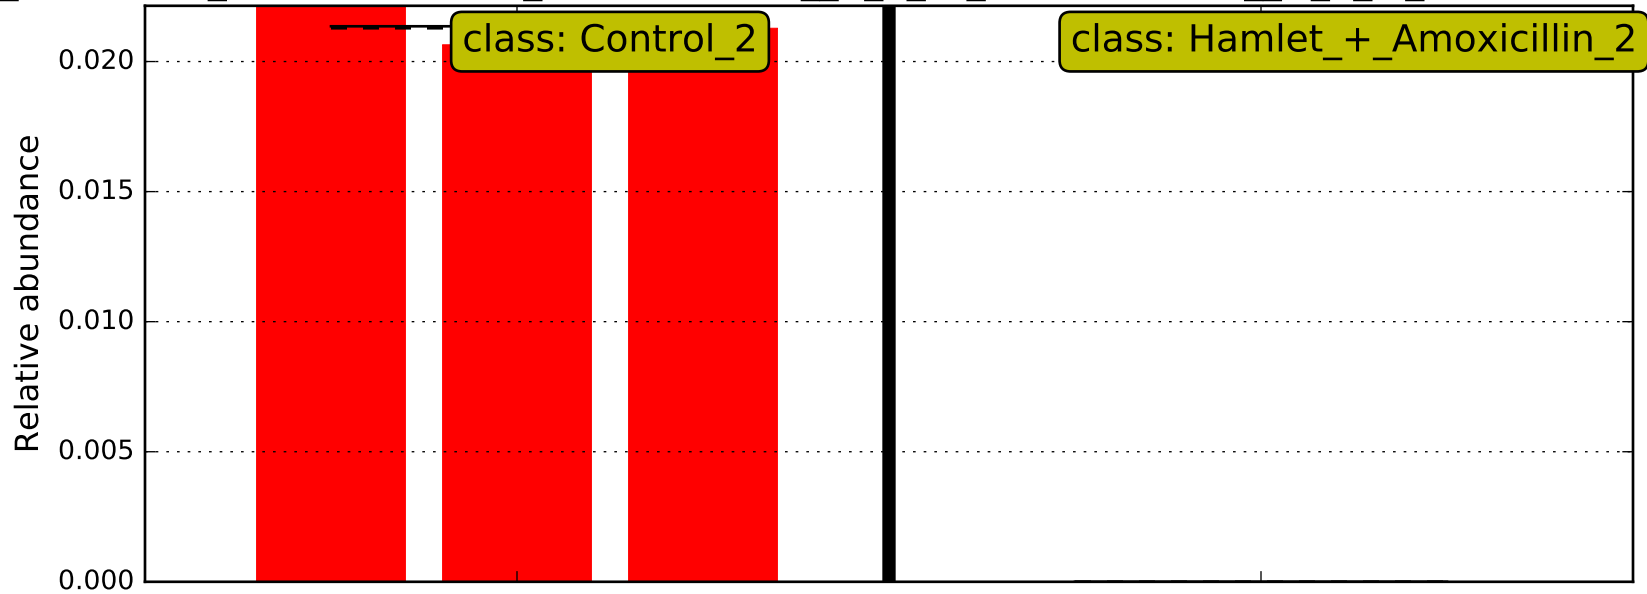 class: Control_2
class: Hamlet_+_Amoxicillin_2
0.020
0.015
0.010
0.005
0.000
Relative abundance